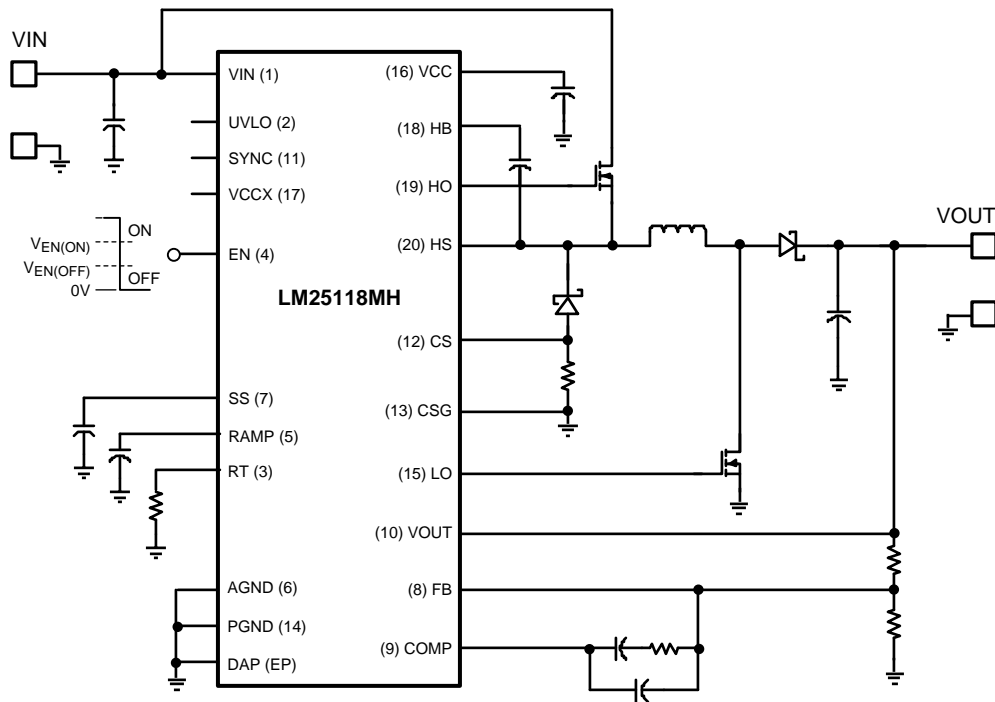 VIN
VIN (1)
UVLO (2)
SYNC (11)
VCCX (17)
EN (4)
ON
VEN(ON)
VEN(OFF)
OFF
0V
LM25118MH
SS (7)
RAMP (5)
RT (3)
AGND (6)
PGND (14)
DAP (EP)
(16) VCC
(18) HB
(19) HO
(20) HS
(12) CS
(13) CSG
(15) LO
(10) VOUT
(8) FB
(9) COMP
VOUT